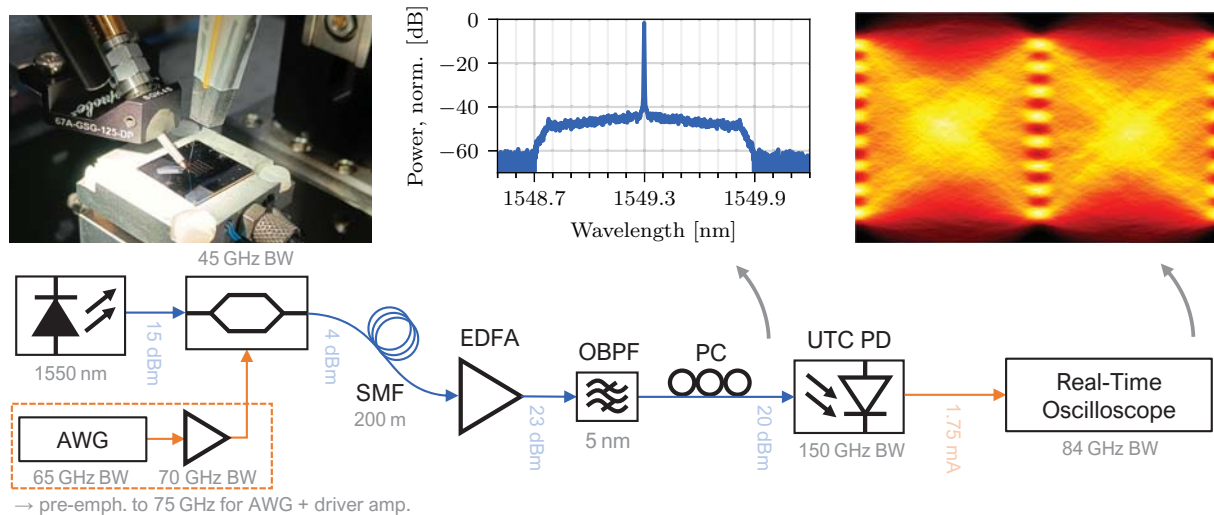 67A-GSG-125-DP
Power, norm. [dB]
0
−20
−40
−60
1548.7
1549.3
1549.9
Wavelength [nm]
45 GHz BW
15 dBm
4 dBm
1550 nm
SMF
200 m
EDFA
23 dBm
OBPF
5 nm
PC
20 dBm
UTC PD
150 GHz BW
1.75 mA
Real-Time
Oscilloscope
84 GHz BW
AWG
65 GHz BW
70 GHz BW
→ pre-emph. to 75 GHz for AWG + driver amp.